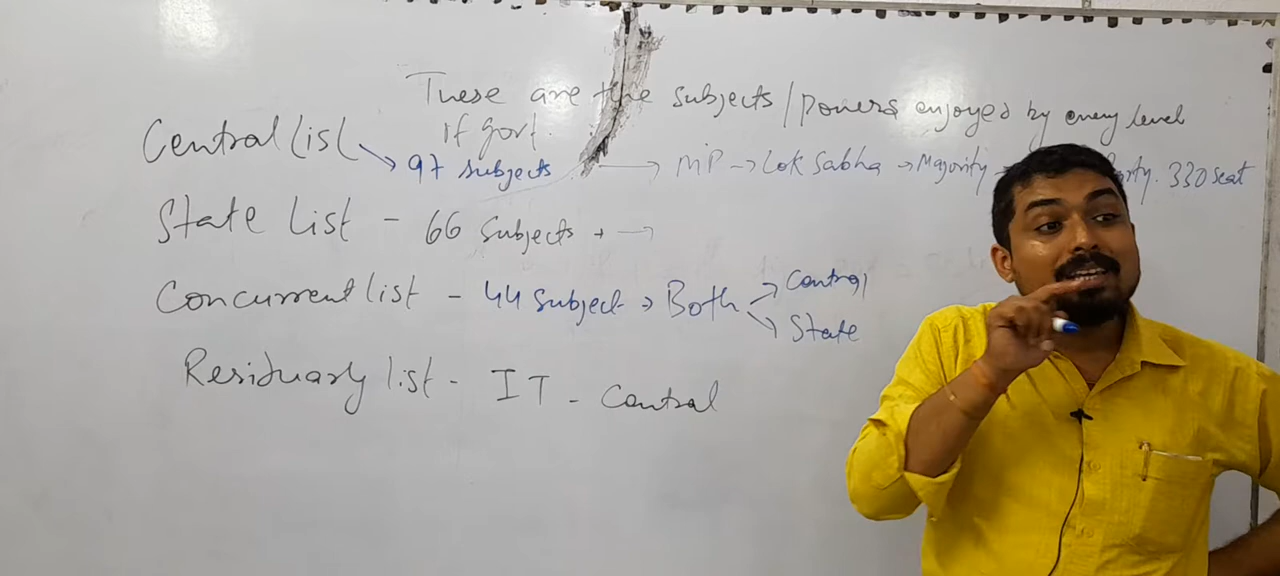 These are the subjects / powers enjoyed by every level
of govt.
Central list → 97 subjects → MP → Lok Sabha → Majority - Party. 330 seat
State list - 66 subjects + →
Concurrent list - 44 Subject → Both → Central
→ State
Residuary list - IT - Central